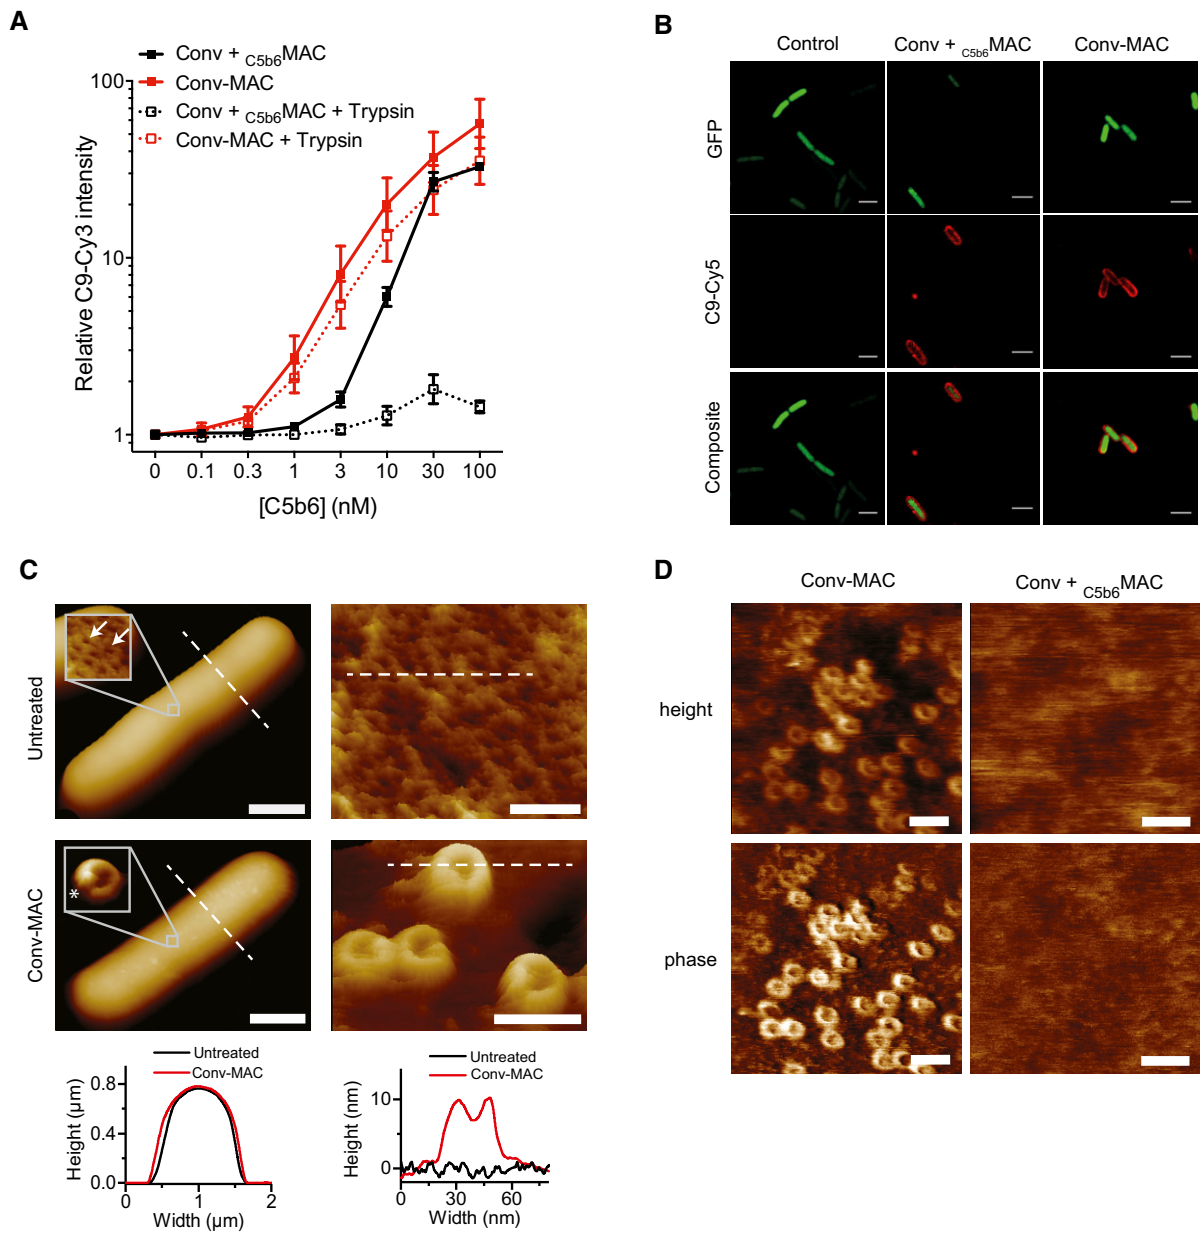 A
Conv + C5b6MAC
Conv-MAC
Conv + C5b6MAC + Trypsin
Conv-MAC + Trypsin
Relative C9-Cy3 intensity
100
10
1
0 0.1 0.3 1 3 10 30 100
[C5b6] (nM)
B
Control Conv + C5b6MAC Conv-MAC
GFP
C9-Cy5
Composite
C
Untreated
Conv-MAC
*
Untreated
Conv-MAC
Height (µm)
0.8
0.4
0.0
0 1 2
Width (µm)
Untreated
Conv-MAC
Height (nm)
10
0
0 30 60
Width (nm)
D
Conv-MAC Conv + C5b6MAC
height
phase